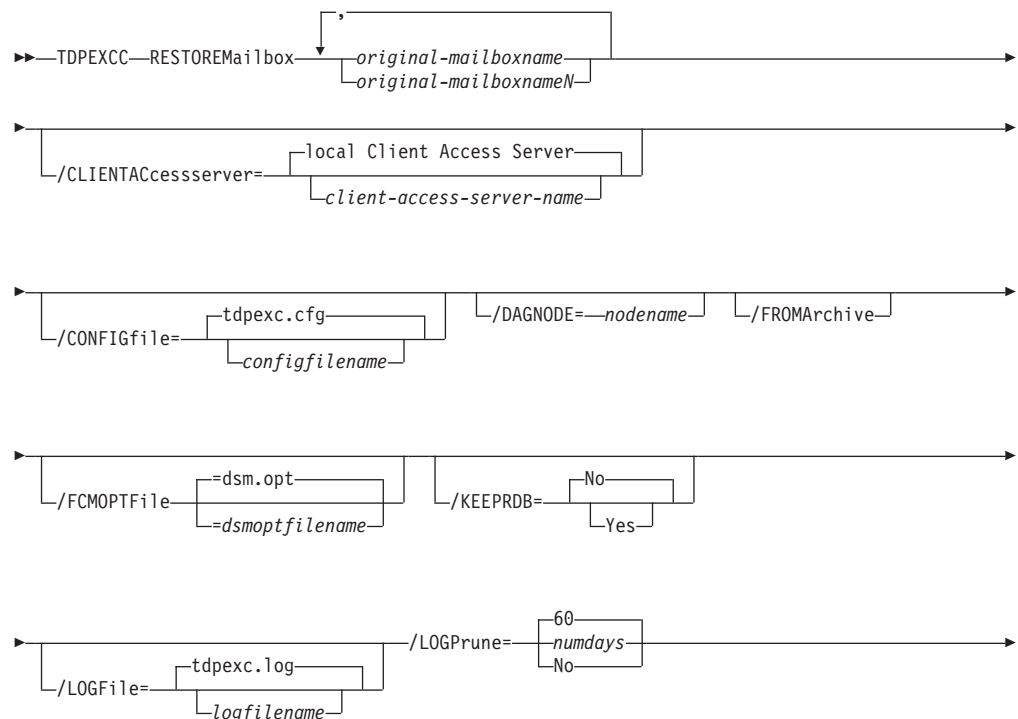 ,
TDPEXCC RESTOREMailbox original-mailboxname
original-mailboxnameN
local Client Access Server
/CLIENTACcessserver=
client-access-server-name
tdpexc.cfg
/CONFIGfile= /DAGNODE= nodename /FROMArchive
configfilename
=dsm.opt No
/FCMOPTFile /KEEPRDB=
=dsmoptfilename Yes
60
/LOGPrune= numdays
tdpexc.log No
/LOGFile=
logfilename